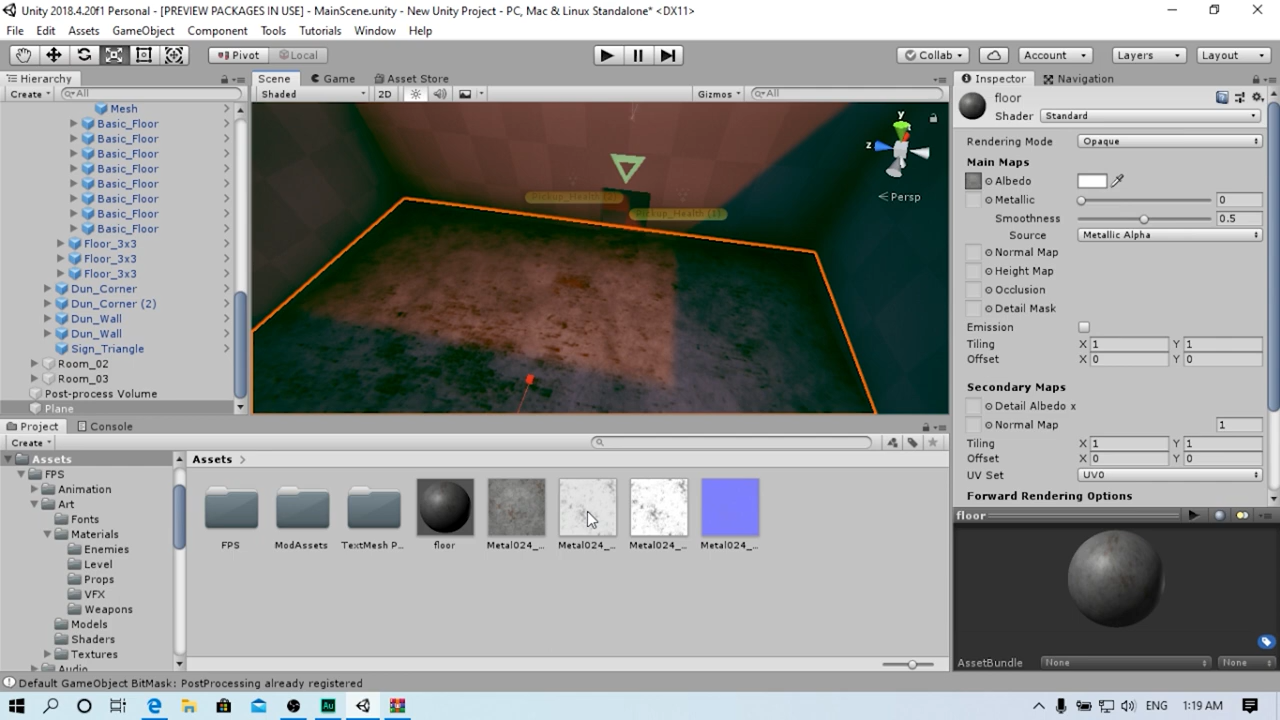 Unity 2018.4.20f1 Personal - [PREVIEW PACKAGES IN USE] - MainScene.unity - New Unity Project - PC, Mac & Linux Standalone* <DX11>
File Edit Assets GameObject Component Tools Tutorials Window Help
Pivot Local Collab Account Layers Layout
Hierarchy
Create All
Mesh
Basic_Floor
Basic_Floor
Basic_Floor
Basic_Floor
Basic_Floor
Basic_Floor
Basic_Floor
Basic_Floor
Floor_3x3
Floor_3x3
Floor_3x3
Dun_Corner
Dun_Corner (2)
Dun_Wall
Dun_Wall
Sign_Triangle
Room_02
Room_03
Post-process Volume
Plane
Scene Game Asset Store
Shaded 2D Gizmos All
y
z
Persp
Pickup_Health (2)
Pickup_Health (1)
Inspector Navigation
floor
Shader Standard
Rendering Mode Opaque
Main Maps
Albedo
Metallic 0
Smoothness 0.5
Source Metallic Alpha
Normal Map
Height Map
Occlusion
Detail Mask
Emission
Tiling X 1 Y 1
Offset X 0 Y 0
Secondary Maps
Detail Albedo x
Normal Map 1
Tiling X 1 Y 1
Offset X 0 Y 0
UV Set UV0
Forward Rendering Options
floor
AssetBundle None None
Project Console
Create
Assets
FPS
Animation
Art
Fonts
Materials
Enemies
Level
Props
VFX
Weapons
Models
Shaders
Textures
Audio
Assets
FPS ModAssets TextMesh P... floor Metal024_... Metal024_... Metal024_... Metal024_...
Default GameObject BitMask: PostProcessing already registered
Au ENG 1:19 AM